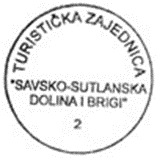 TURISTIČKA ZAJEDNICA
"SAVSKO-SUTLANSKA
DOLINA I BRIGI"
2